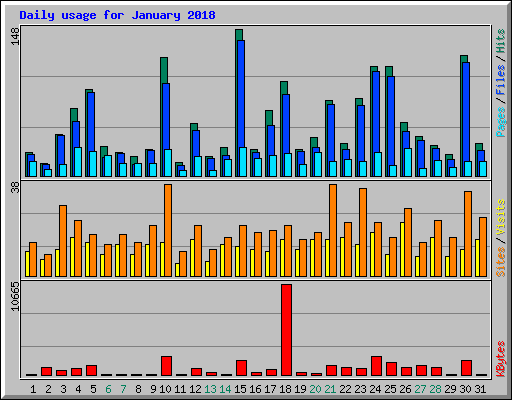 Daily usage for January 2018
148
Pages / Files / Hits
38
Sites / Visits
10665
KBytes
1 2 3 4 5 6 7 8 9 10 11 12 13 14 15 16 17 18 19 20 21 22 23 24 25 26 27 28 29 30 31